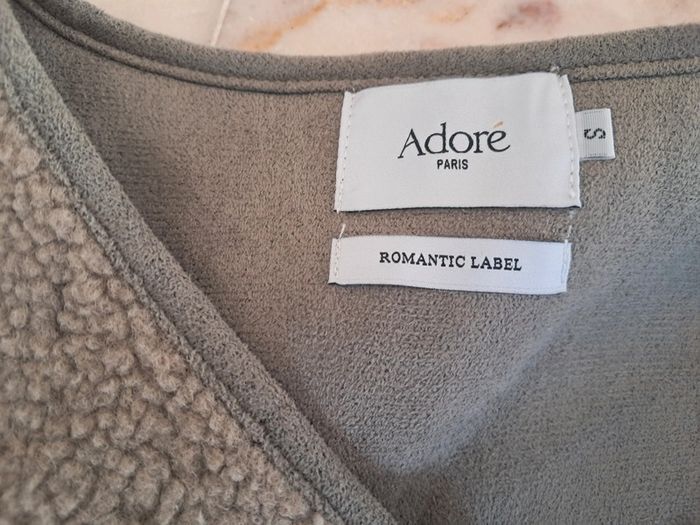 Adoré
PARIS
S
ROMANTIC LABEL